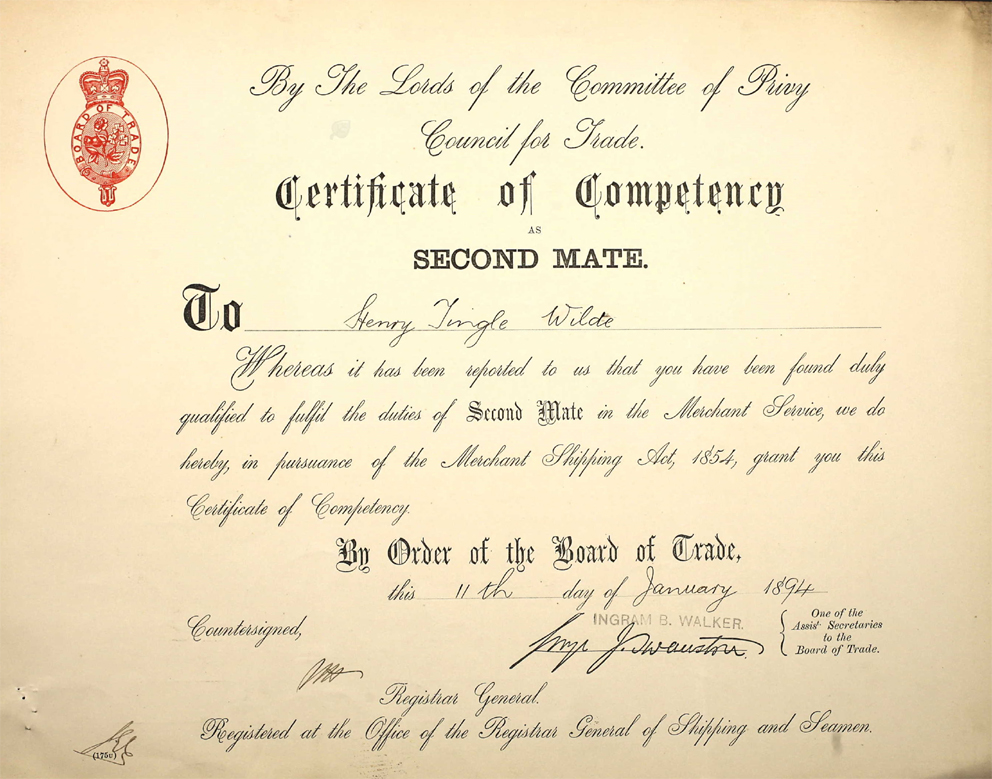 BOARD OF TRADE
By The Lords of the Committee of Privy
Council for Trade.
Certificate of Competency
AS
SECOND MATE.
To Henry Tingle Wilde
Whereas it has been reported to us that you have been found duly
qualified to fulfil the duties of Second Mate in the Merchant Service, we do
hereby, in pursuance of the Merchant Shipping Act, 1854, grant you this
Certificate of Competency.
By Order of the Board of Trade,
this 11th day of January 1894
INGRAM B. WALKER.
One of the
Assist Secretaries
to the
Board of Trade.
Countersigned,
Registrar General.
Registered at the Office of the Registrar General of Shipping and Seamen.